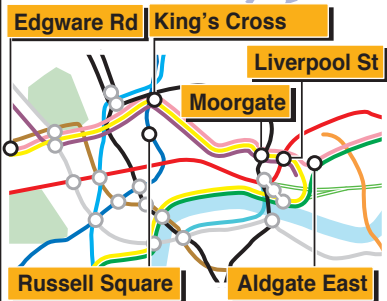 Edgware Rd
King's Cross
Liverpool St
Moorgate
Russell Square
Aldgate East